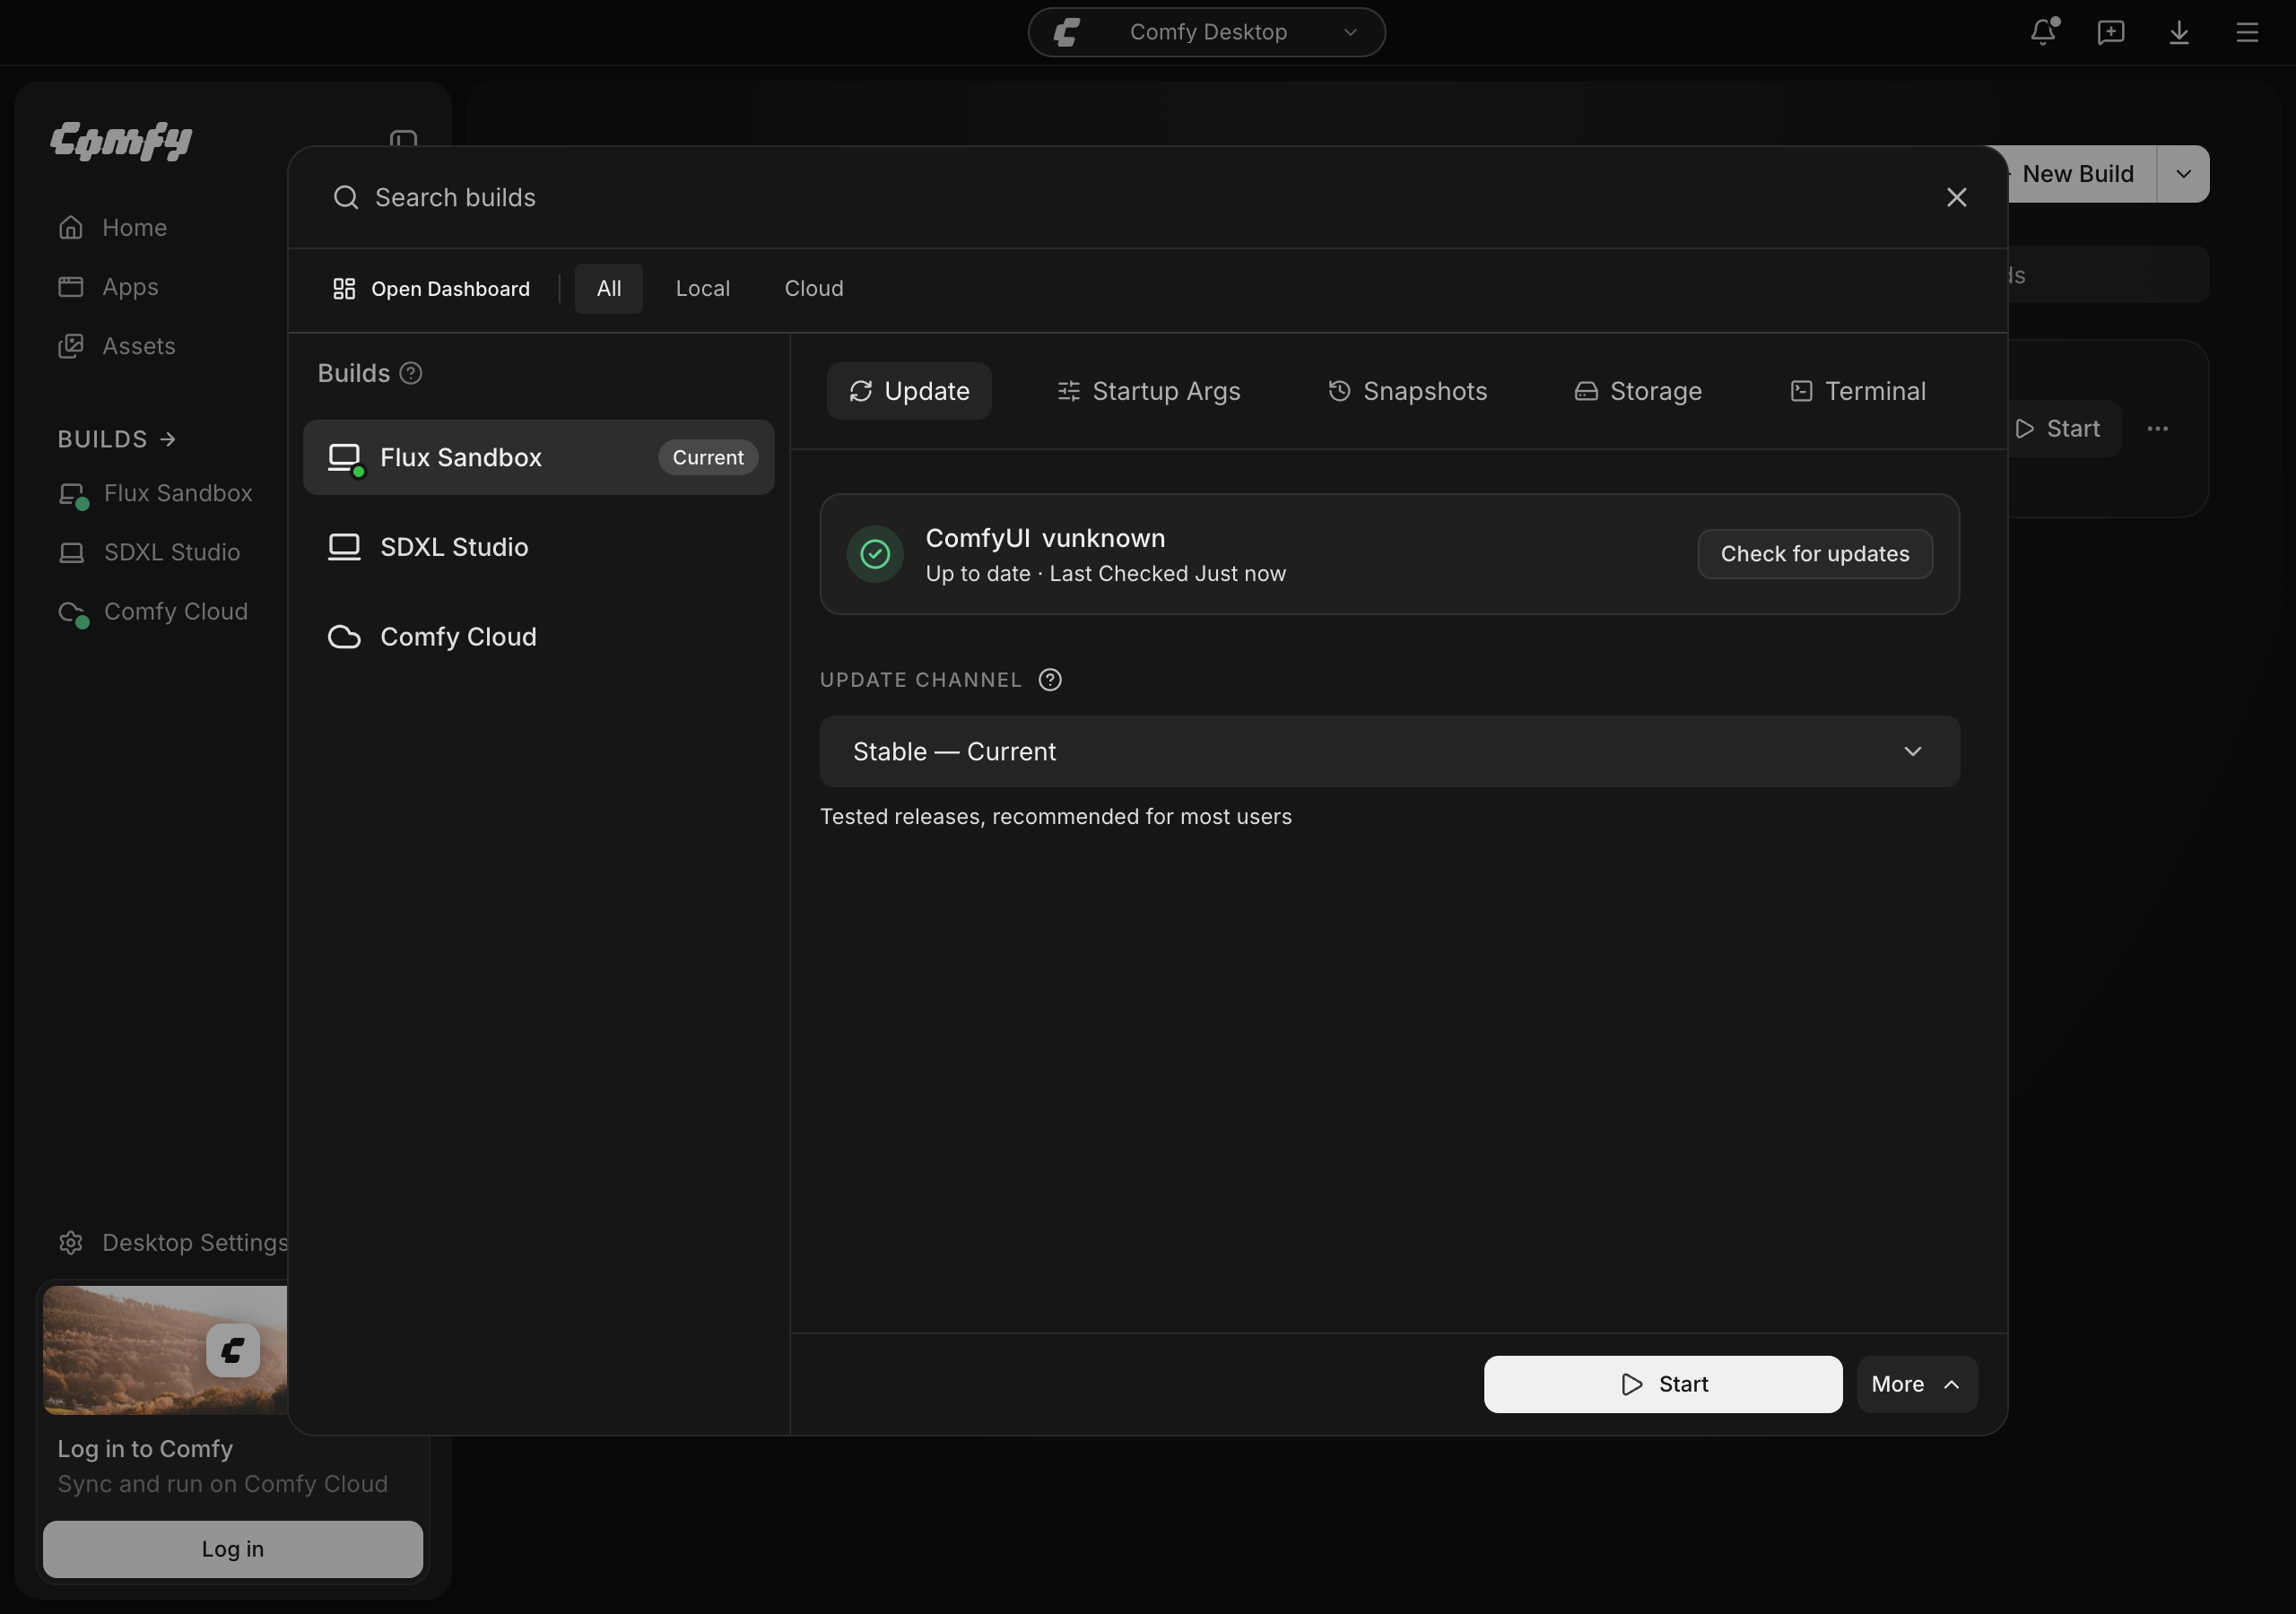 Comfy Desktop
Comfy
Home
Apps
Assets
BUILDS
Flux Sandbox
SDXL Studio
Comfy Cloud
Desktop Settings
Log in to Comfy
Sync and run on Comfy Cloud
Log in
New Build
Start
Search builds
Open Dashboard
All
Local
Cloud
Builds
Flux Sandbox
Current
SDXL Studio
Comfy Cloud
Update
Startup Args
Snapshots
Storage
Terminal
ComfyUI vunknown
Up to date · Last Checked Just now
Check for updates
UPDATE CHANNEL
Stable — Current
Tested releases, recommended for most users
Start
More